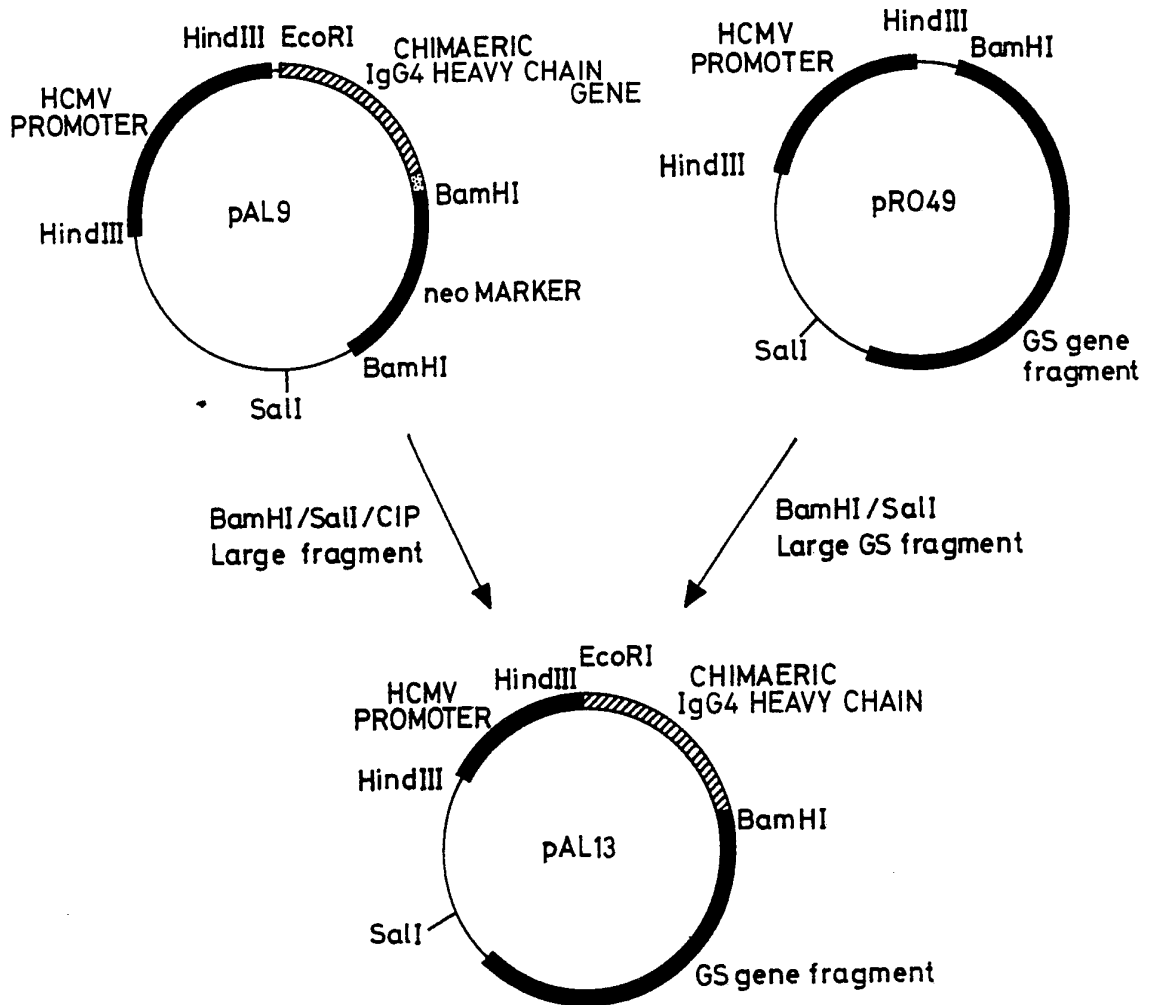 HindIII EcoRI
CHIMAERIC
IgG4 HEAVY CHAIN
GENE
HCMV
PROMOTER
BamHI
pAL9
HindIII
neo MARKER
BamHI
SalI
HCMV
PROMOTER
HindIII
BamHI
HindIII
pRO49
SalI
GS gene
fragment
BamHI/SalI/CIP
Large fragment
BamHI/SalI
Large GS fragment
EcoRI
HindIII
CHIMAERIC
IgG4 HEAVY CHAIN
HCMV
PROMOTER
HindIII
BamHI
pAL13
SalI
GS gene fragment